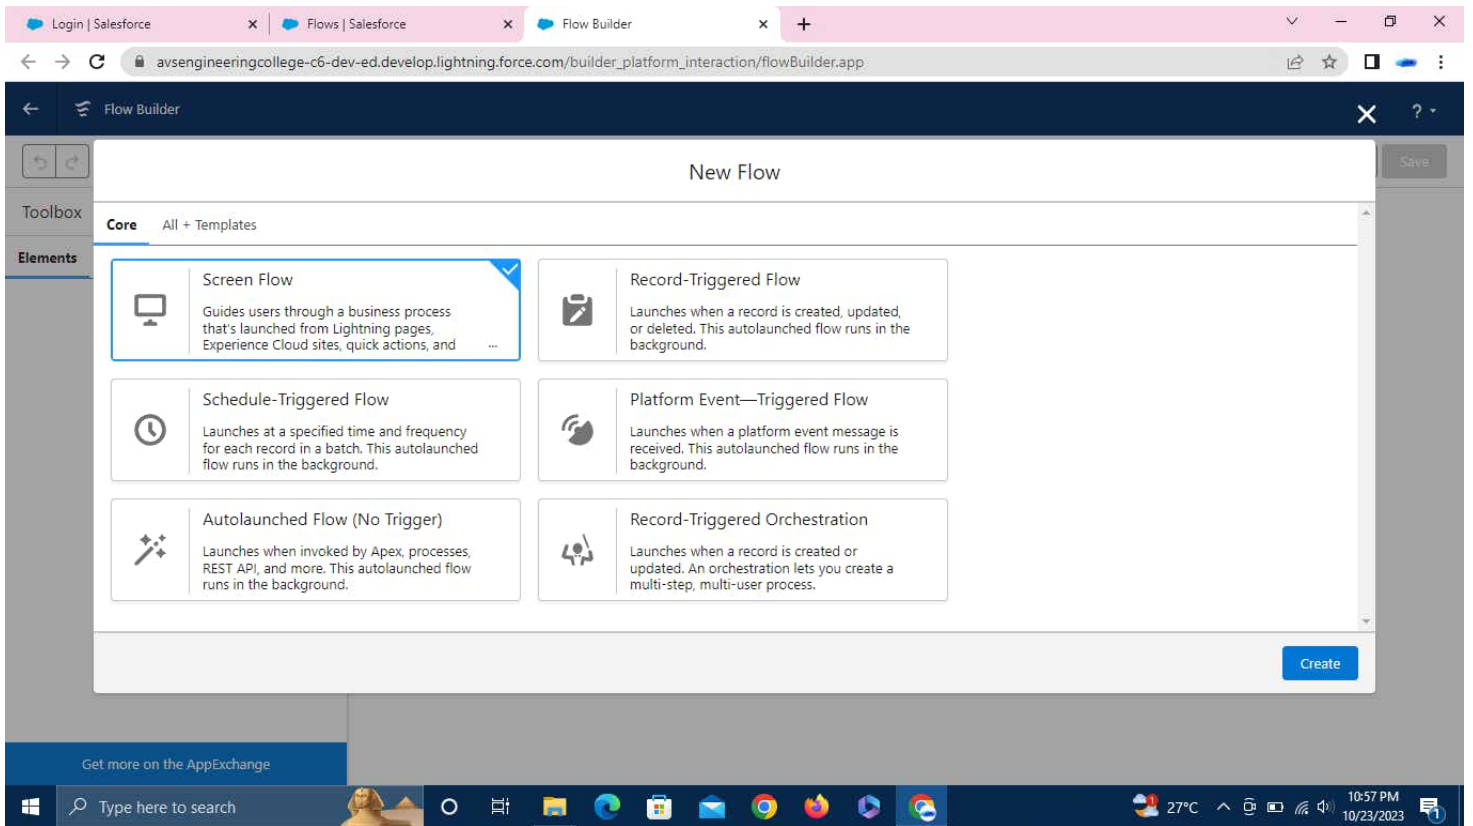 Login | Salesforce
Flows | Salesforce
Flow Builder
avsengineeringcollege-c6-dev-ed.develop.lightning.force.com/builder_platform_interaction/flowBuilder.app
Flow Builder
?
New Flow
Save
Toolbox
Core
All + Templates
Elements
Screen Flow
Guides users through a business process
that's launched from Lightning pages,
Experience Cloud sites, quick actions, and ...
Record-Triggered Flow
Launches when a record is created, updated,
or deleted. This autolaunched flow runs in the
background.
Schedule-Triggered Flow
Launches at a specified time and frequency
for each record in a batch. This autolaunched
flow runs in the background.
Platform Event—Triggered Flow
Launches when a platform event message is
received. This autolaunched flow runs in the
background.
Autolaunched Flow (No Trigger)
Launches when invoked by Apex, processes,
REST API, and more. This autolaunched flow
runs in the background.
Record-Triggered Orchestration
Launches when a record is created or
updated. An orchestration lets you create a
multi-step, multi-user process.
Create
Get more on the AppExchange
Type here to search
27°C
10:57 PM
10/23/2023
1